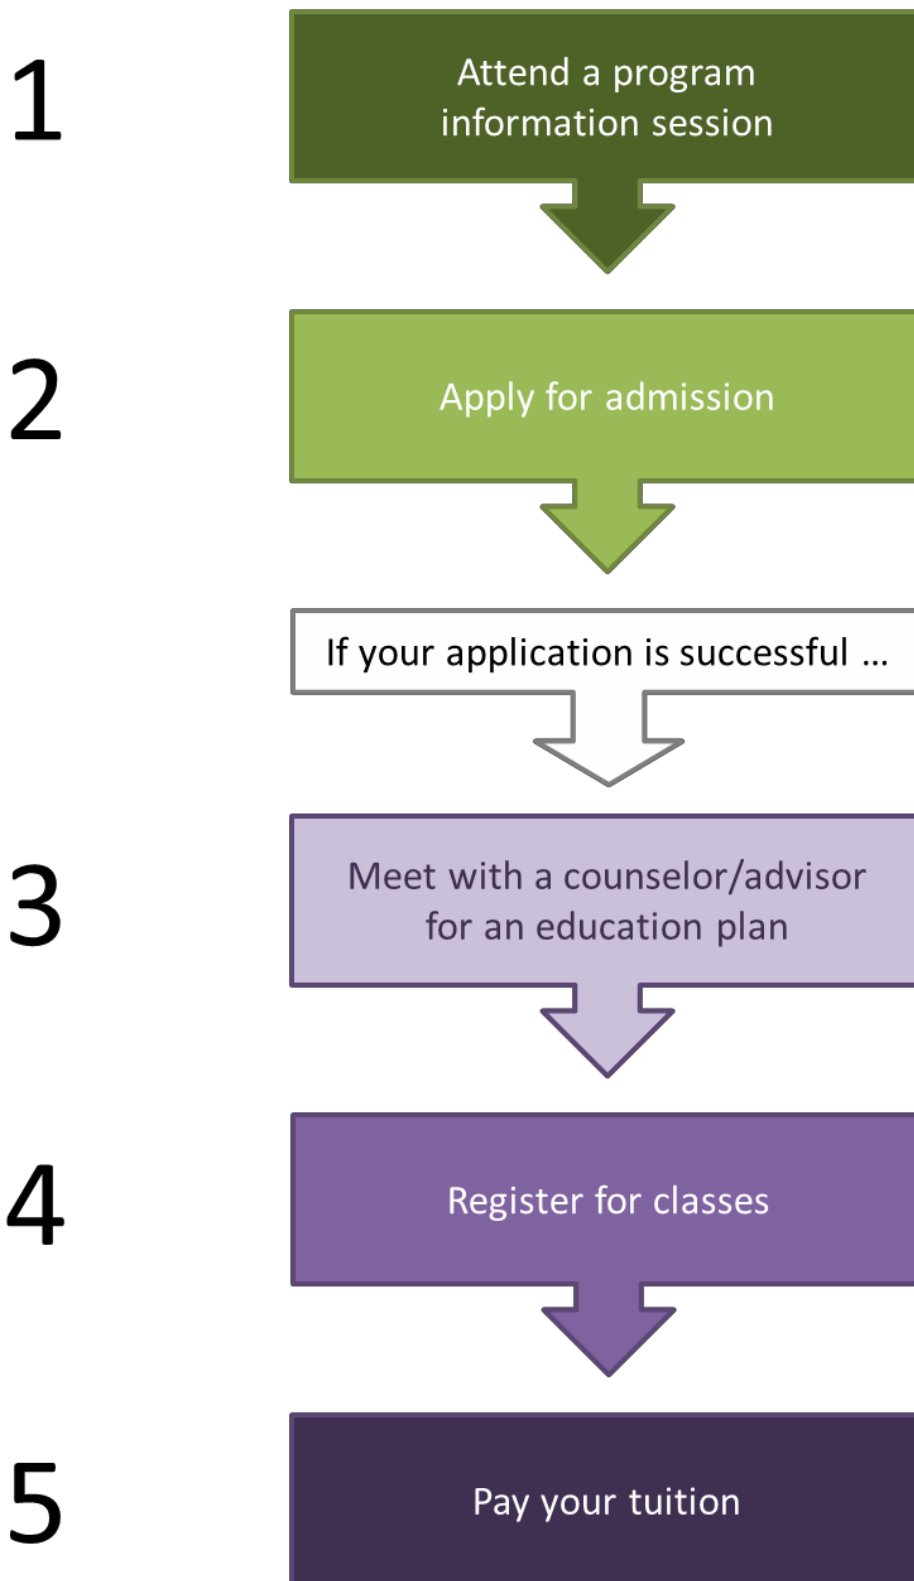 1
Attend a program
information session
2
Apply for admission
If your application is successful ...
3
Meet with a counselor/advisor
for an education plan
4
Register for classes
5
Pay your tuition